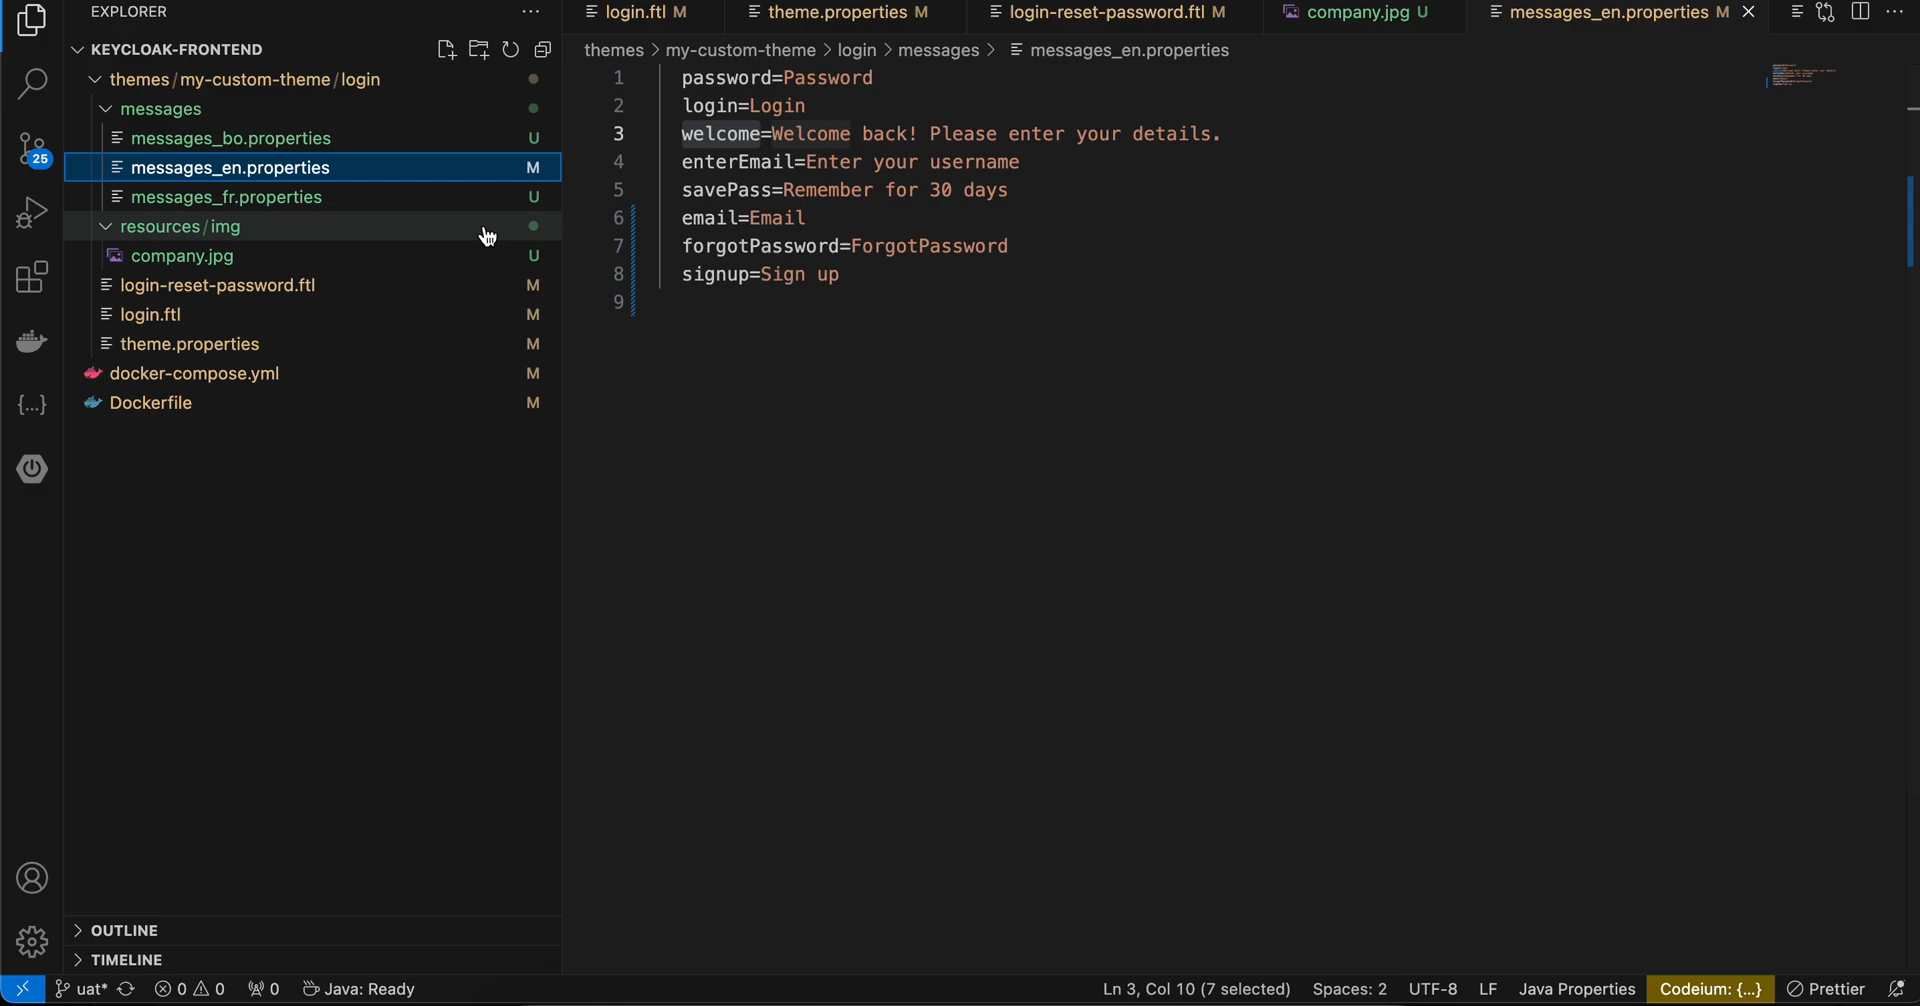 EXPLORER
KEYCLOAK-FRONTEND
themes/my-custom-theme/login
messages
messages_bo.properties U
messages_en.properties M
messages_fr.properties U
resources/img
company.jpg U
login-reset-password.ftl M
login.ftl M
theme.properties M
docker-compose.yml M
Dockerfile M
OUTLINE
TIMELINE
25
login.ftl M theme.properties M login-reset-password.ftl M company.jpg U messages_en.properties M
themes > my-custom-theme > login > messages > messages_en.properties
1 password=Password
2 login=Login
3 welcome=Welcome back! Please enter your details.
4 enterEmail=Enter your username
5 savePass=Remember for 30 days
6 email=Email
7 forgotPassword=ForgotPassword
8 signup=Sign up
9
uat* 0 0 0 Java: Ready Ln 3, Col 10 (7 selected) Spaces: 2 UTF-8 LF Java Properties Codeium: {...} Prettier